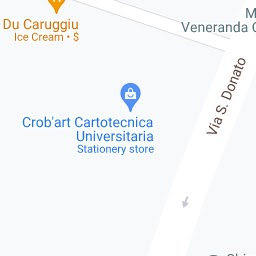 Du Caruggiu
Ice Cream • $
M
Veneranda
Via S. Donato
Crob'art Cartotecnica
Universitaria
Stationery store